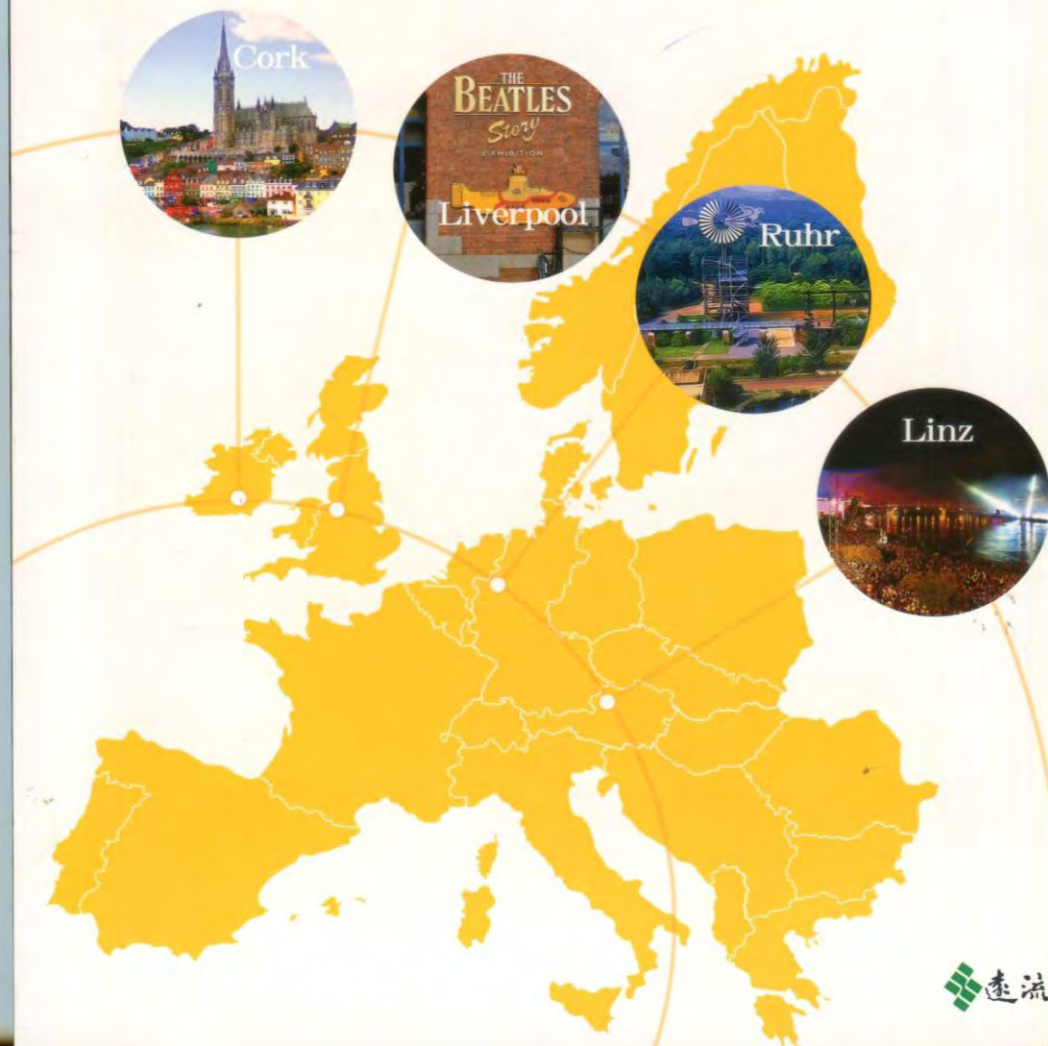 Cork
THE
BEATLES
Story
EXHIBITION
Liverpool
Ruhr
Linz
遠流